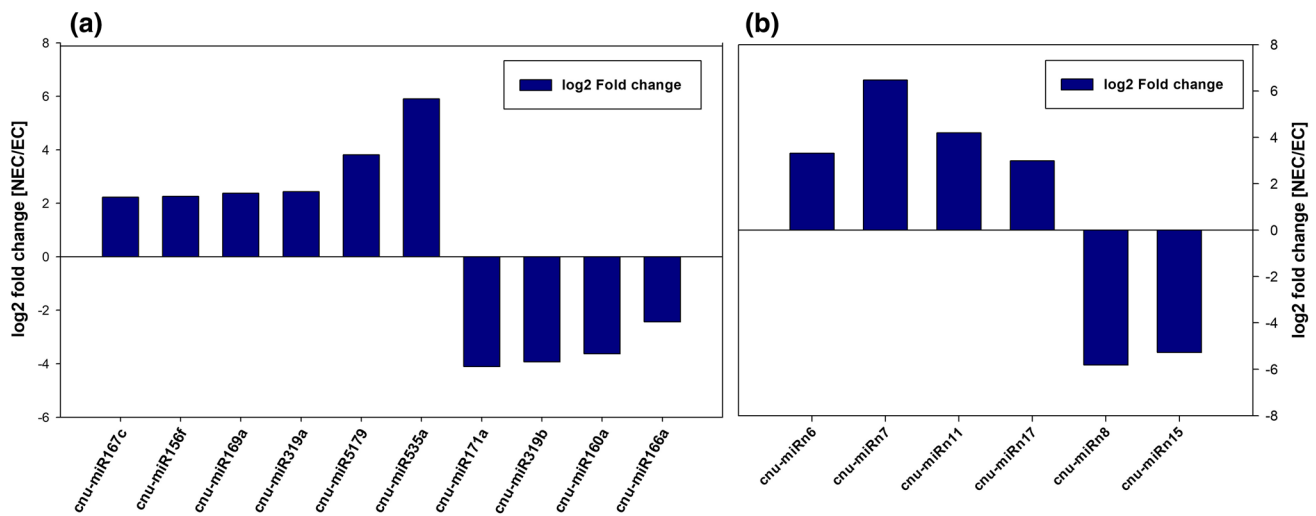 (a)
log2 fold change [NEC/EC]
8
6
4
2
0
-2
-4
-6
log2 Fold change
cnu-miR167c
cnu-miR156f
cnu-miR169a
cnu-miR319a
cnu-miR5179
cnu-miR535a
cnu-miR171a
cnu-miR319b
cnu-miR160a
cnu-miR166a
(b)
log2 Fold change
8
6
4
2
0
-2
-4
-6
-8
log2 fold change [NEC/EC]
cnu-miRn6
cnu-miRn7
cnu-miRn11
cnu-miRn17
cnu-miRn8
cnu-miRn15